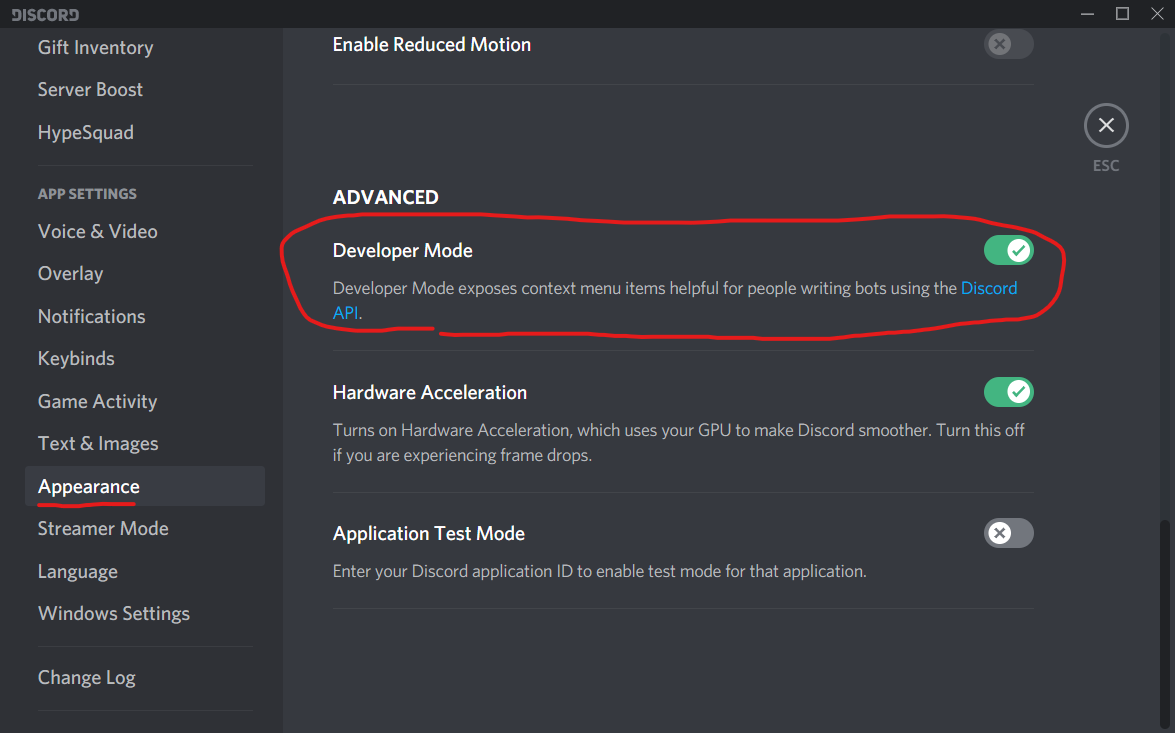 DISCORD
Gift Inventory
Server Boost
HypeSquad
APP SETTINGS
Voice & Video
Overlay
Notifications
Keybinds
Game Activity
Text & Images
Appearance
Streamer Mode
Language
Windows Settings
Change Log
Enable Reduced Motion
ESC
ADVANCED
Developer Mode
Developer Mode exposes context menu items helpful for people writing bots using the Discord
API.
Hardware Acceleration
Turns on Hardware Acceleration, which uses your GPU to make Discord smoother. Turn this off
if you are experiencing frame drops.
Application Test Mode
Enter your Discord application ID to enable test mode for that application.